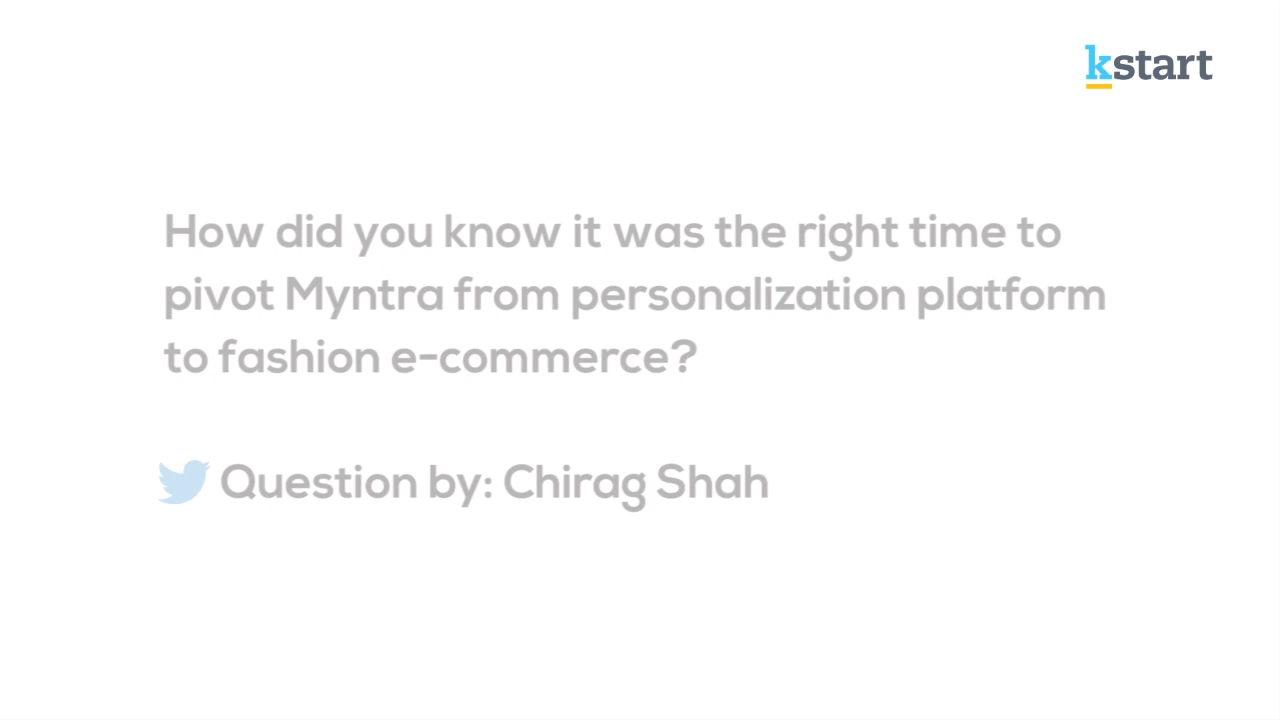 kstart
How did you know it was the right time to
pivot Myntra from personalization platform
to fashion e-commerce?
Question by: Chirag Shah